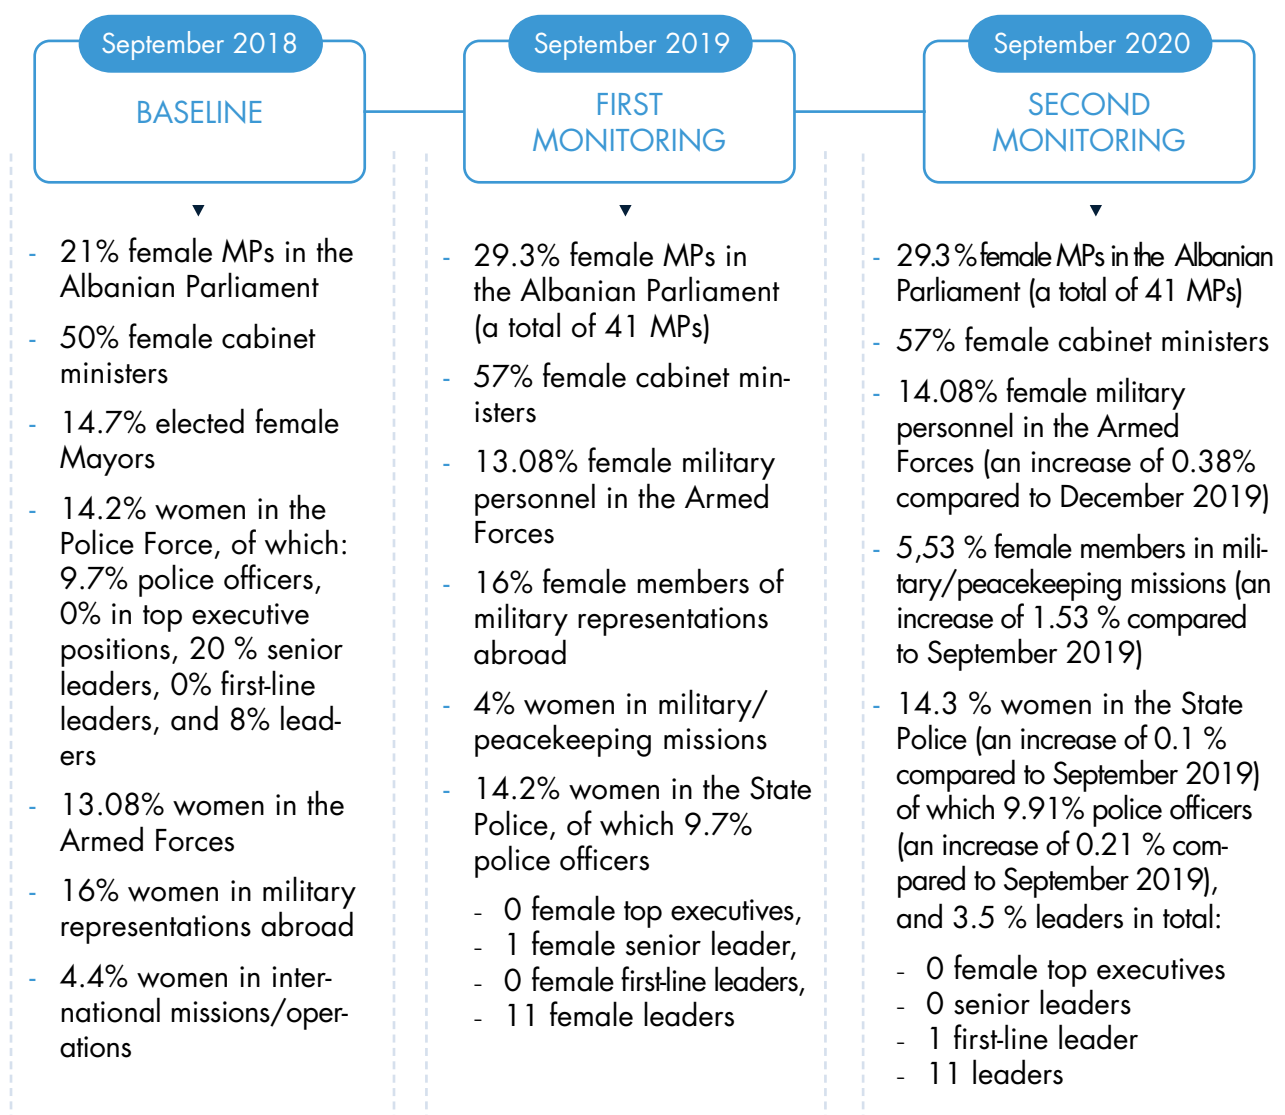 September 2018
BASELINE
- 21% female MPs in the
Albanian Parliament
- 50% female cabinet
ministers
- 14.7% elected female
Mayors
- 14.2% women in the
Police Force, of which:
9.7% police officers,
0% in top executive
positions, 20 % senior
leaders, 0% first-line
leaders, and 8% lead-
ers
- 13.08% women in the
Armed Forces
- 16% women in military
representations abroad
- 4.4% women in inter-
national missions/oper-
ations
September 2019
FIRST
MONITORING
- 29.3% female MPs in
the Albanian Parliament
(a total of 41 MPs)
- 57% female cabinet min-
isters
- 13.08% female military
personnel in the Armed
Forces
- 16% female members of
military representations
abroad
- 4% women in military/
peacekeeping missions
- 14.2% women in the State
Police, of which 9.7%
police officers
- 0 female top executives,
- 1 female senior leader,
- 0 female first-line leaders,
- 11 female leaders
September 2020
SECOND
MONITORING
- 29.3 % female MPs in the Albanian
Parliament (a total of 41 MPs)
- 57% female cabinet ministers
- 14.08% female military
personnel in the Armed
Forces (an increase of 0.38%
compared to December 2019)
- 5,53 % female members in mili-
tary/peacekeeping missions (an
increase of 1.53 % compared
to September 2019)
- 14.3 % women in the State
Police (an increase of 0.1 %
compared to September 2019)
of which 9.91% police officers
(an increase of 0.21 % com-
pared to September 2019),
and 3.5 % leaders in total:
- 0 female top executives
- 0 senior leaders
- 1 first-line leader
- 11 leaders